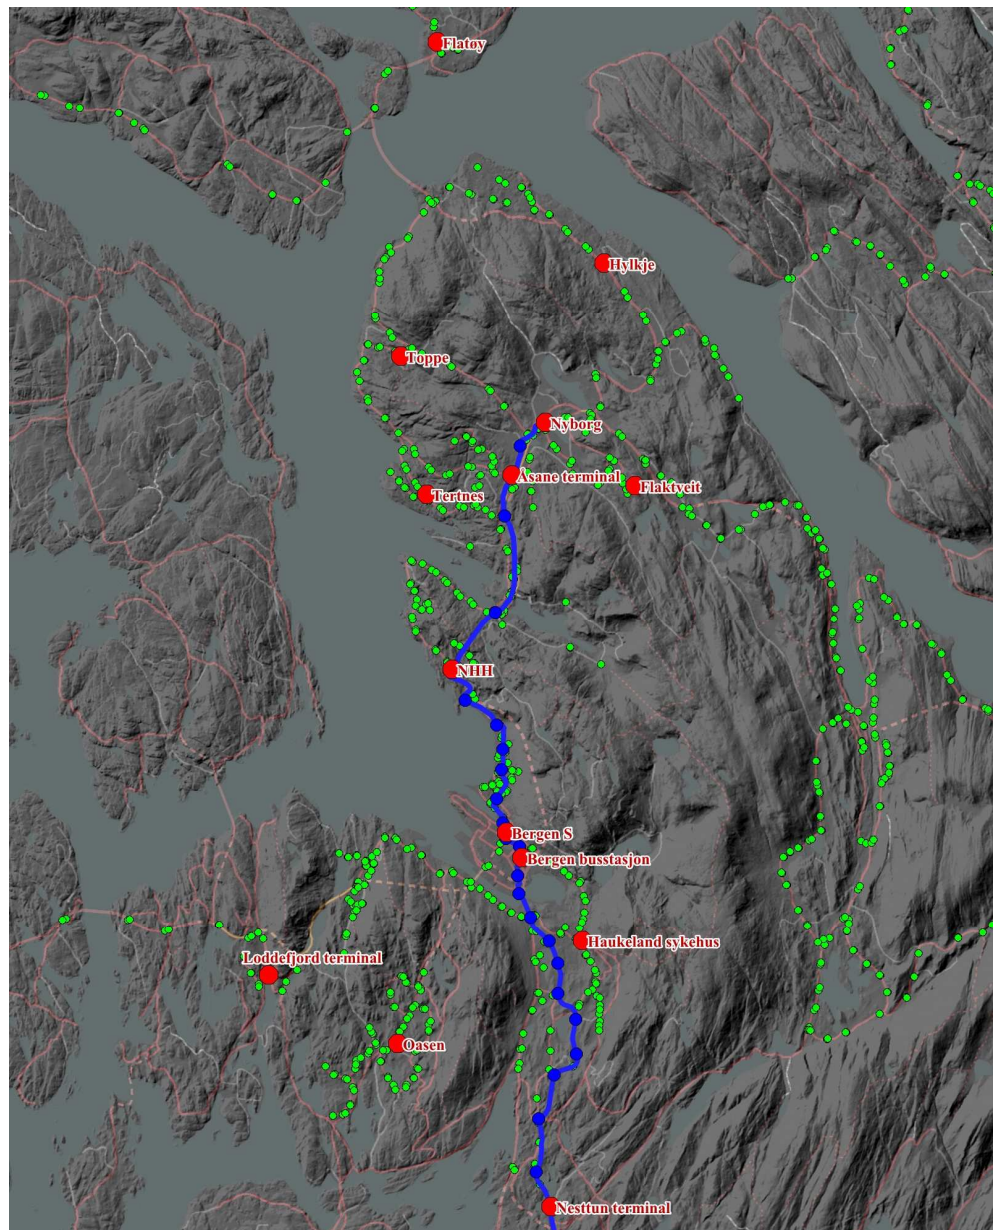 Flatøy
Hylkje
Toppe
Nyborg
Åsane terminal
Flaktveit
Tertnes
NHH
Bergen S
Bergen busstasjon
Haukeland sykehus
Loddefjord terminal
Oasen
Nesttun terminal